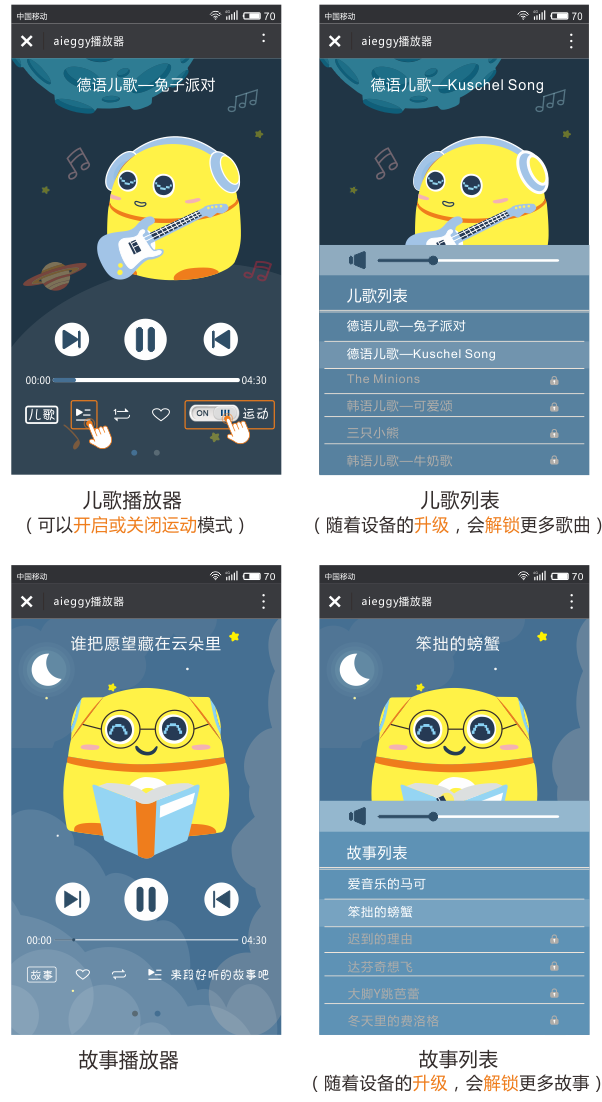 中国移动 4G 70
aieggy播放器
德语儿歌—兔子派对
00:00 04:30
儿歌 ON 运动
儿歌播放器
（可以开启或关闭运动模式）
中国移动 4G 70
aieggy播放器
德语儿歌—Kuschel Song
儿歌列表
德语儿歌—兔子派对
德语儿歌—Kuschel Song
The Minions
韩语儿歌—可爱颂
三只小熊
韩语儿歌—牛奶歌
儿歌列表
（随着设备的升级，会解锁更多歌曲）
中国移动 4G 70
aieggy播放器
谁把愿望藏在云朵里
00:00 04:30
故事 来段好听的故事吧
故事播放器
中国移动 4G 70
aieggy播放器
笨拙的螃蟹
故事列表
爱音乐的马可
笨拙的螃蟹
迟到的理由
达芬奇想飞
大脚Y跳芭蕾
冬天里的费洛格
故事列表
（随着设备的升级，会解锁更多故事）